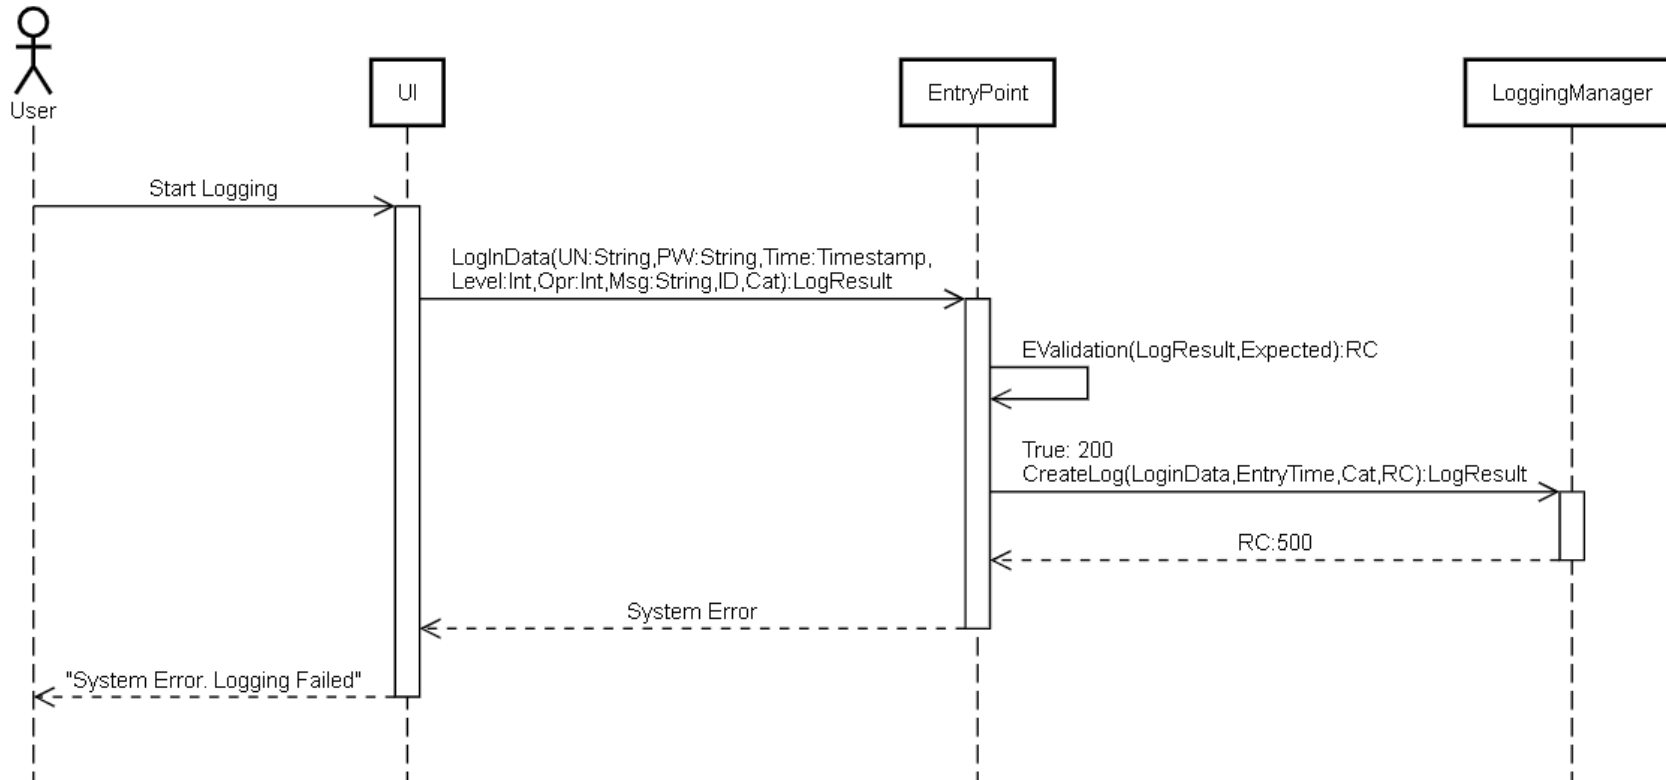 User
UI
EntryPoint
LoggingManager
Start Logging
LogInData(UN:String,PW:String,Time:Timestamp,
Level:Int,Opr:Int,Msg:String,ID,Cat):LogResult
EValidation(LogResult,Expected):RC
True: 200
CreateLog(LoginData,EntryTime,Cat,RC):LogResult
RC:500
System Error
"System Error. Logging Failed"